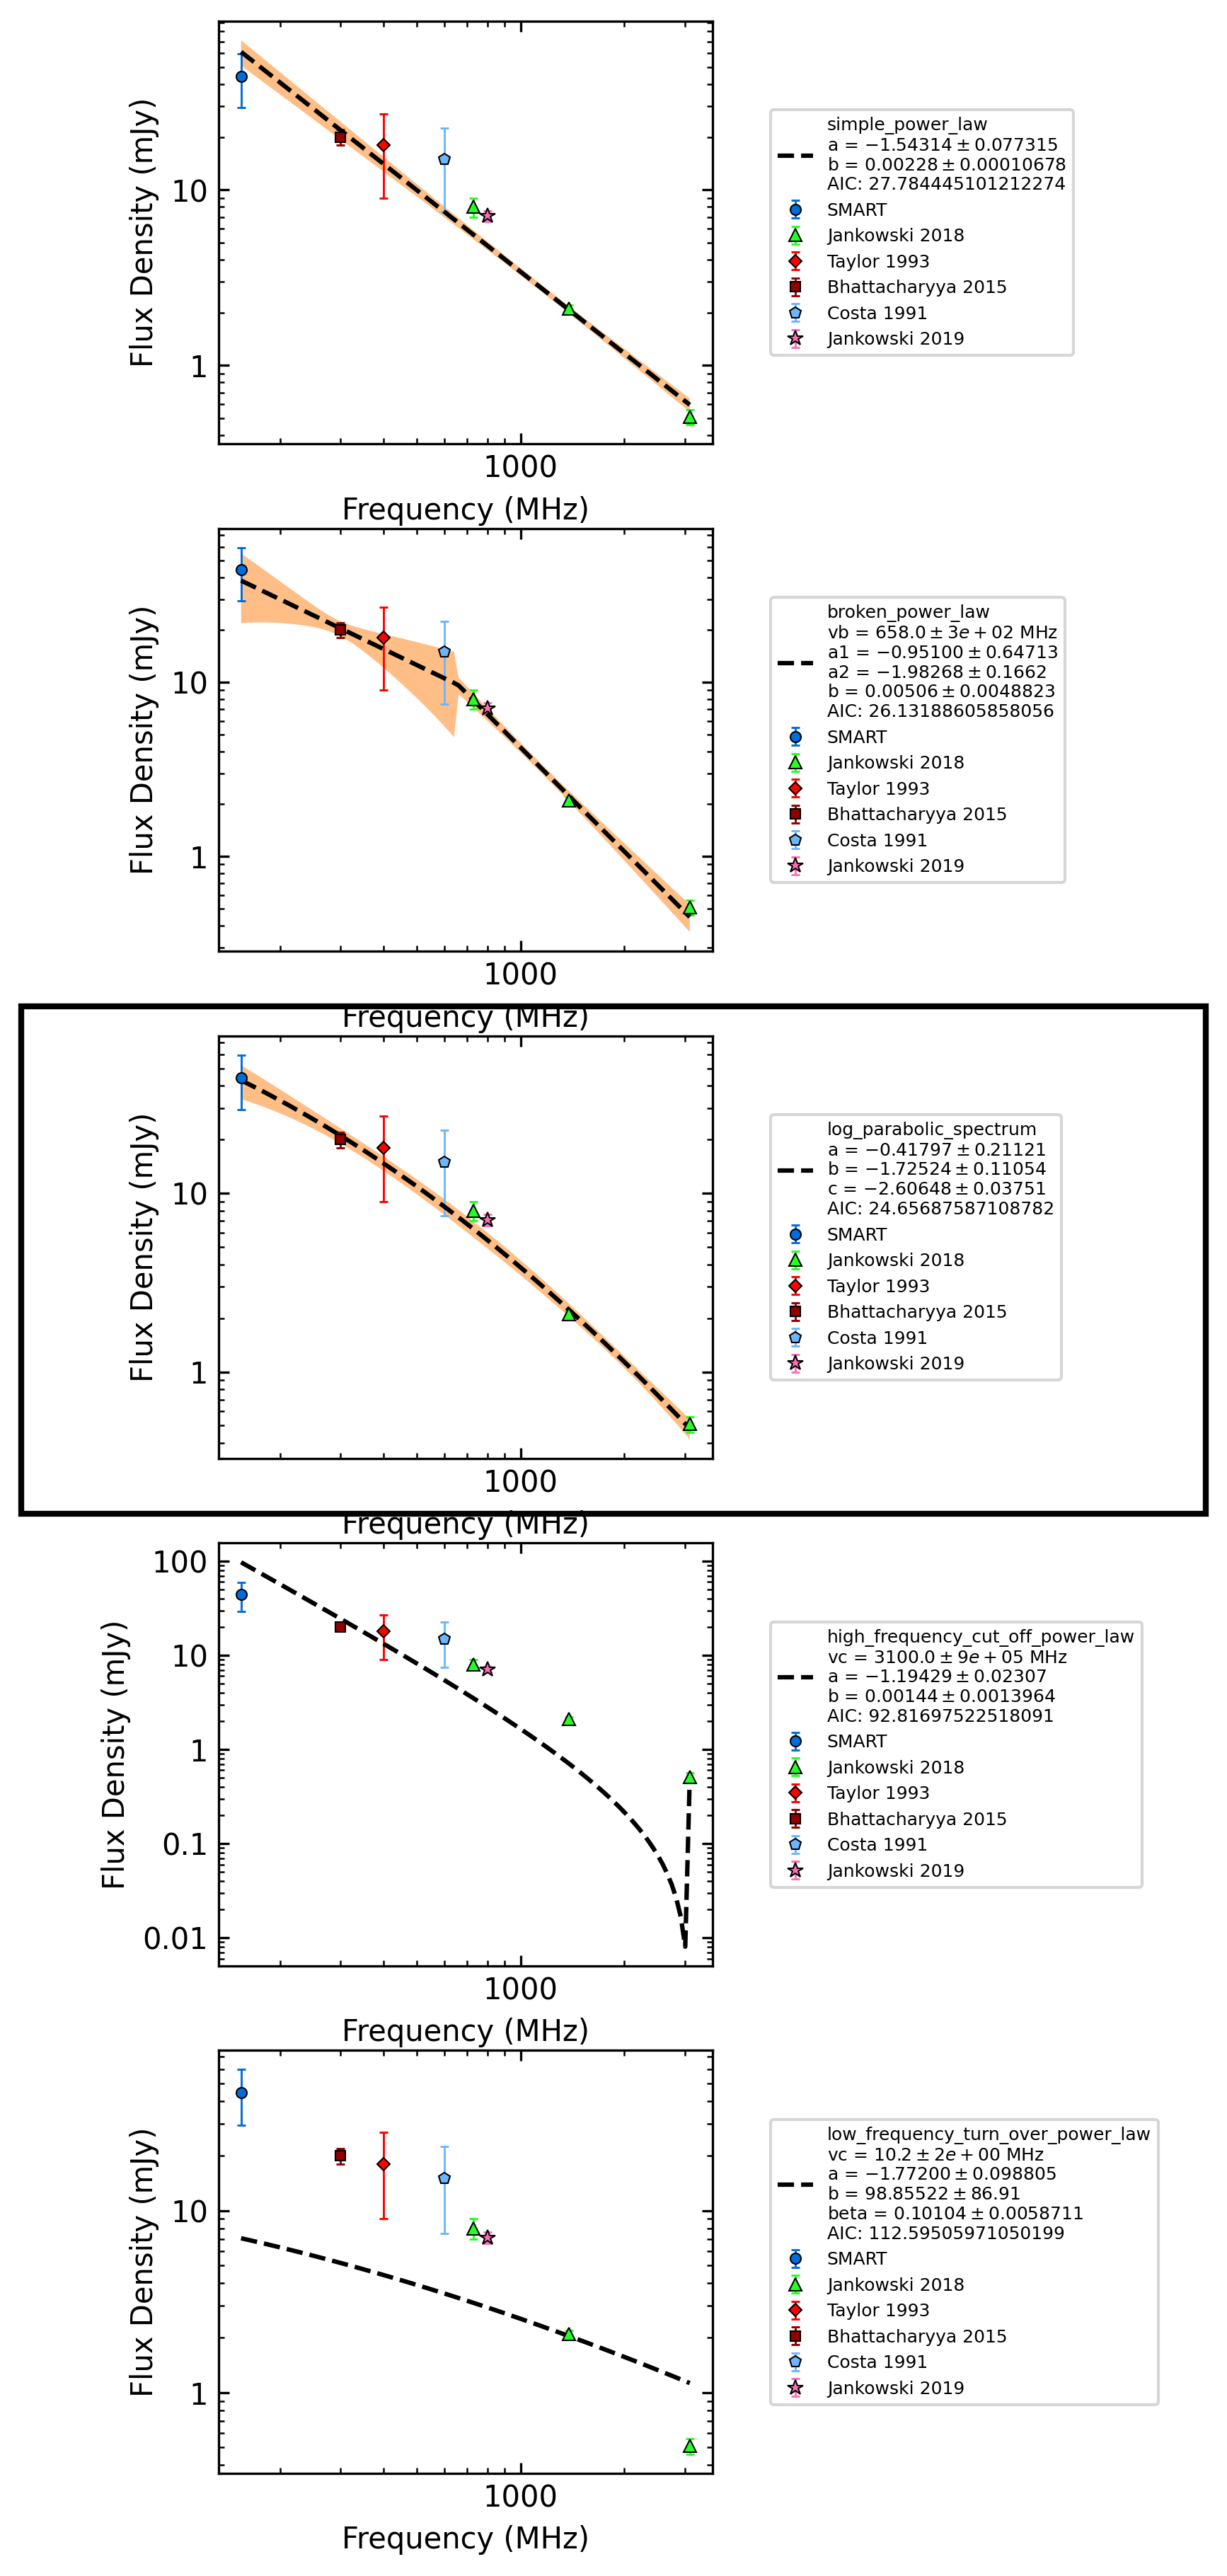 Flux Density (mJy)
10
1
1000
Frequency (MHz)
simple_power_law
a = −1.54314 ± 0.077315
b = 0.00228 ± 0.00010678
AIC: 27.784445101212274
SMART
Jankowski 2018
Taylor 1993
Bhattacharyya 2015
Costa 1991
Jankowski 2019
Flux Density (mJy)
10
1
1000
Frequency (MHz)
broken_power_law
vb = 658.0 ± 3e + 02 MHz
a1 = −0.95100 ± 0.64713
a2 = −1.98268 ± 0.1662
b = 0.00506 ± 0.0048823
AIC: 26.13188605858056
SMART
Jankowski 2018
Taylor 1993
Bhattacharyya 2015
Costa 1991
Jankowski 2019
Flux Density (mJy)
10
1
1000
Frequency (MHz)
log_parabolic_spectrum
a = −0.41797 ± 0.21121
b = −1.72524 ± 0.11054
c = −2.60648 ± 0.03751
AIC: 24.65687587108782
SMART
Jankowski 2018
Taylor 1993
Bhattacharyya 2015
Costa 1991
Jankowski 2019
Flux Density (mJy)
100
10
1
0.1
0.01
1000
Frequency (MHz)
high_frequency_cut_off_power_law
vc = 3100.0 ± 9e + 05 MHz
a = −1.19429 ± 0.02307
b = 0.00144 ± 0.0013964
AIC: 92.81697522518091
SMART
Jankowski 2018
Taylor 1993
Bhattacharyya 2015
Costa 1991
Jankowski 2019
Flux Density (mJy)
10
1
1000
Frequency (MHz)
low_frequency_turn_over_power_law
vc = 10.2 ± 2e + 00 MHz
a = −1.77200 ± 0.098805
b = 98.85522 ± 86.91
beta = 0.10104 ± 0.0058711
AIC: 112.59505971050199
SMART
Jankowski 2018
Taylor 1993
Bhattacharyya 2015
Costa 1991
Jankowski 2019